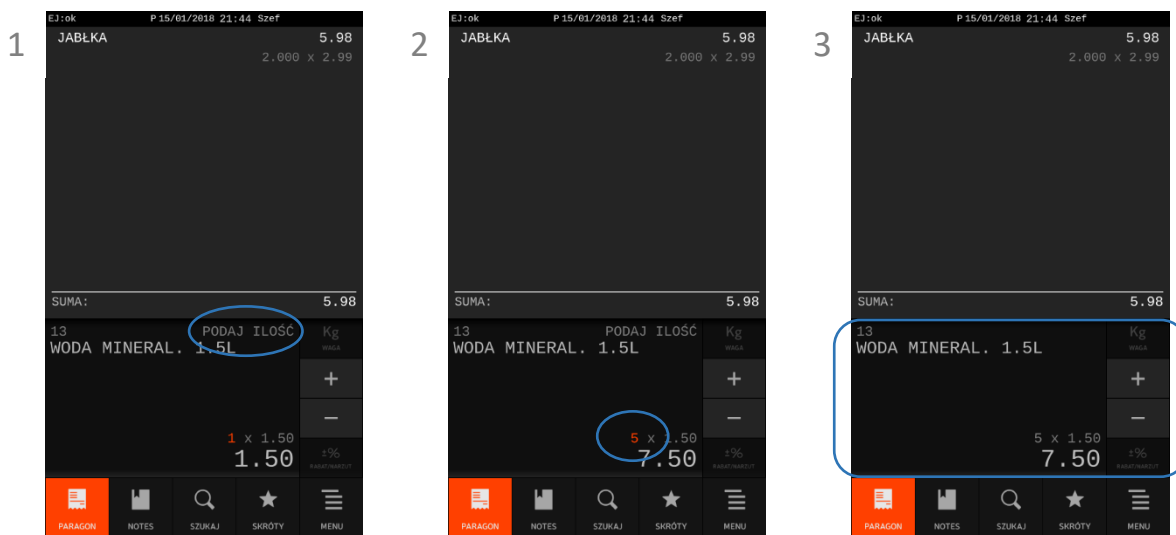 1
EJ:ok P 15/01/2018 21:44 Szef
JABŁKA 5.98
2.000 x 2.99
SUMA: 5.98
13 PODAJ ILOŚĆ Kg
WAGA
WODA MINERAL. 1.5L
+
−
1 x 1.50
1.50
±%
RABAT/NARZUT
PARAGON NOTES SZUKAJ SKRÓTY MENU
2
EJ:ok P 15/01/2018 21:44 Szef
JABŁKA 5.98
2.000 x 2.99
SUMA: 5.98
13 PODAJ ILOŚĆ Kg
WAGA
WODA MINERAL. 1.5L
+
−
5 x 1.50
7.50
±%
RABAT/NARZUT
PARAGON NOTES SZUKAJ SKRÓTY MENU
3
EJ:ok P 15/01/2018 21:44 Szef
JABŁKA 5.98
2.000 x 2.99
SUMA: 5.98
13 Kg
WAGA
WODA MINERAL. 1.5L
+
−
5 x 1.50
7.50
±%
RABAT/NARZUT
PARAGON NOTES SZUKAJ SKRÓTY MENU